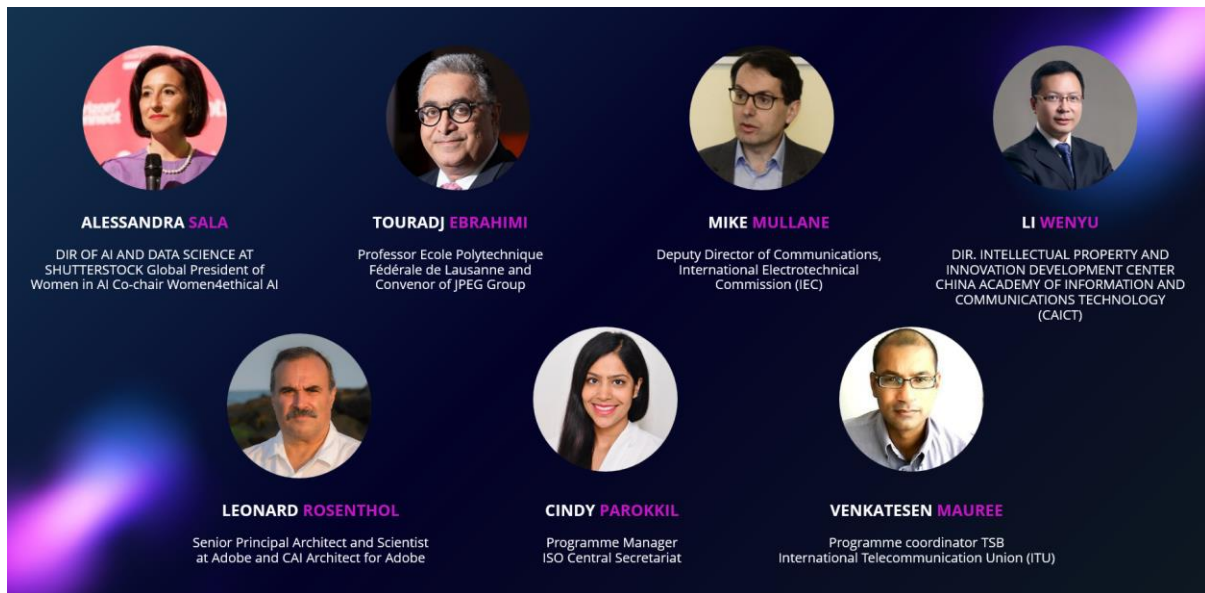 ALESSANDRA SALA
DIR OF AI AND DATA SCIENCE AT
SHUTTERSTOCK Global President of
Women in AI Co-chair Women4ethical AI
TOURADJ EBRAHIMI
Professor Ecole Polytechnique
Fédérale de Lausanne and
Convenor of JPEG Group
MIKE MULLANE
Deputy Director of Communications,
International Electrotechnical
Commission (IEC)
LI WENYU
DIR. INTELLECTUAL PROPERTY AND
INNOVATION DEVELOPMENT CENTER
CHINA ACADEMY OF INFORMATION AND
COMMUNICATIONS TECHNOLOGY
(CAICT)
LEONARD ROSENTHOL
Senior Principal Architect and Scientist
at Adobe and CAI Architect for Adobe
CINDY PAROKKIL
Programme Manager
ISO Central Secretariat
VENKATESEN MAUREE
Programme coordinator TSB
International Telecommunication Union (ITU)